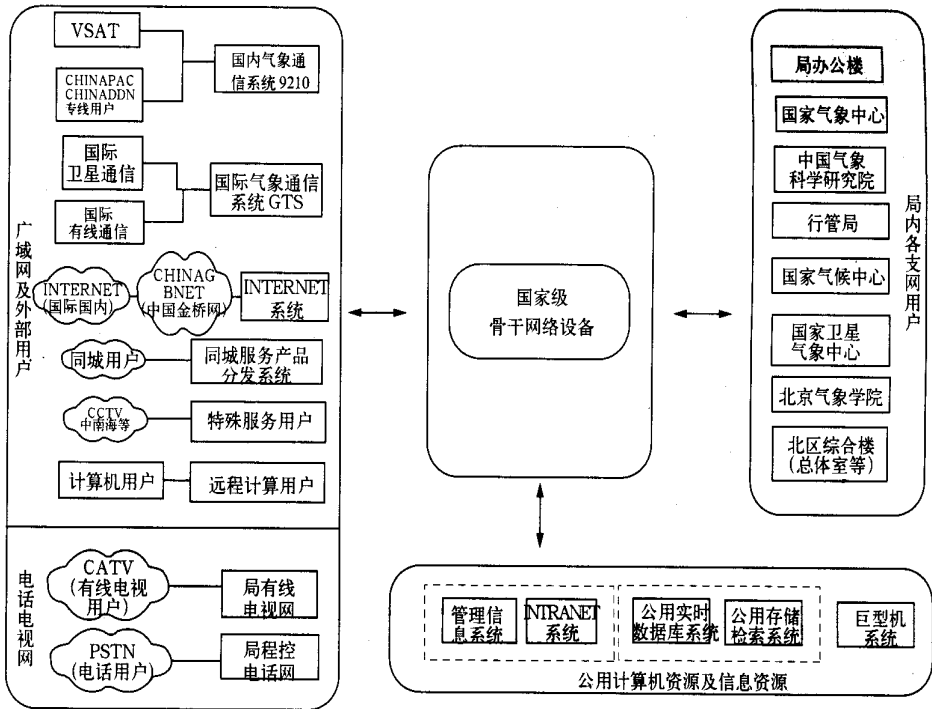 广域网及外部用户
VSAT
CHINAPAC
CHINADDN
专线用户
国内气象通
信系统9210
国际
卫星通信
国际
有线通信
国际气象通信
系统GTS
INTERNET
(国际国内)
CHINAG
BNET
(中国金桥网)
INTERNET
系统
同城用户
同城服务产品
分发系统
CCTV
中南海等
特殊服务用户
计算机用户
远程计算用户
电话电视网
CATV
(有线电视
用户)
局有线
电视网
PSTN
(电话用户)
局程控
电话网
国家级
骨干网络设备
局办公楼
国家气象中心
中国气象
科学研究院
行管局
国家气候中心
国家卫星
气象中心
北京气象学院
北区综合楼
(总体室等)
局内各支网用户
管理信
息系统
INTRANET
系统
公用实时
数据库系统
公用存储
检索系统
巨型机
系统
公用计算机资源及信息资源